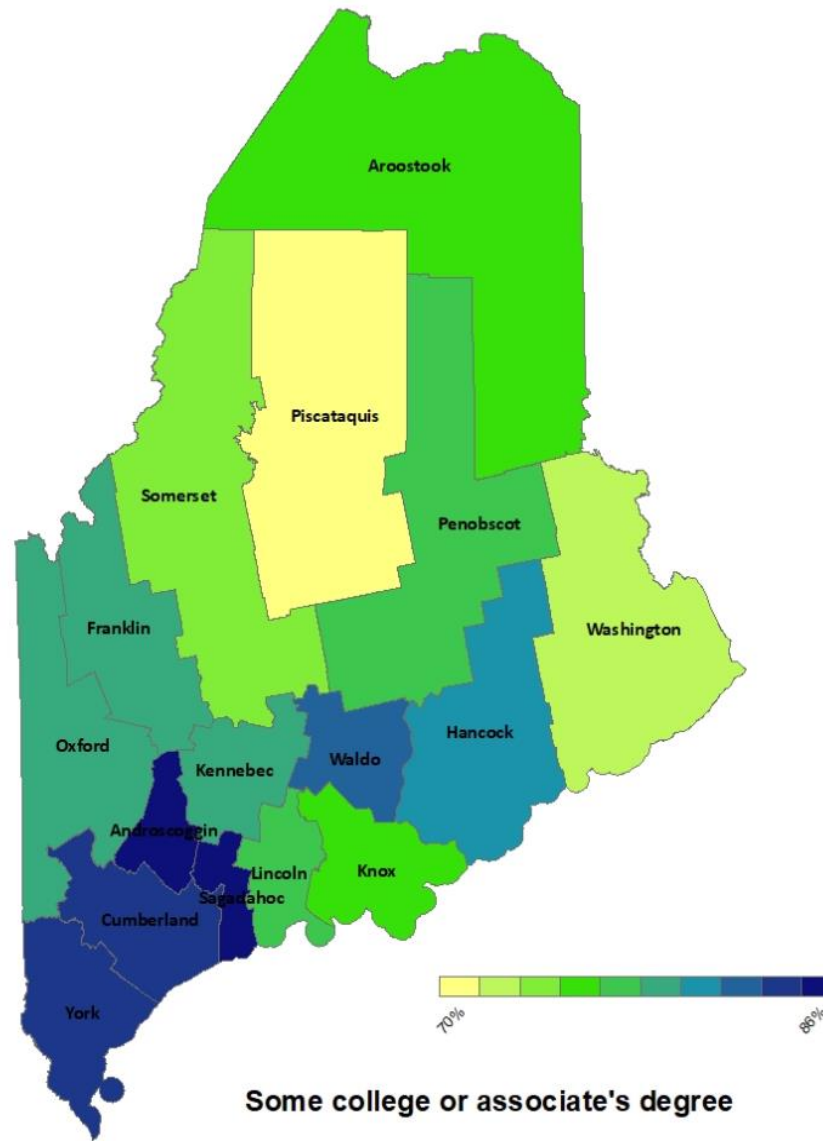 Aroostook
Piscataquis
Somerset
Penobscot
Franklin
Washington
Oxford
Hancock
Kennebec
Waldo
Androscoggin
Lincoln
Knox
Sagadahoc
Cumberland
York
70%
86%
Some college or associate's degree